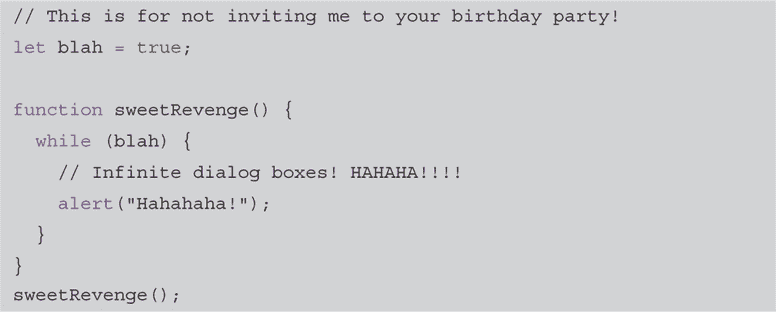 // This is for not inviting me to your birthday party!
let blah = true;

function sweetRevenge() {
  while (blah) {
    // Infinite dialog boxes! HAHAHA!!!!
    alert("Hahahaha!");
  }
}
sweetRevenge();